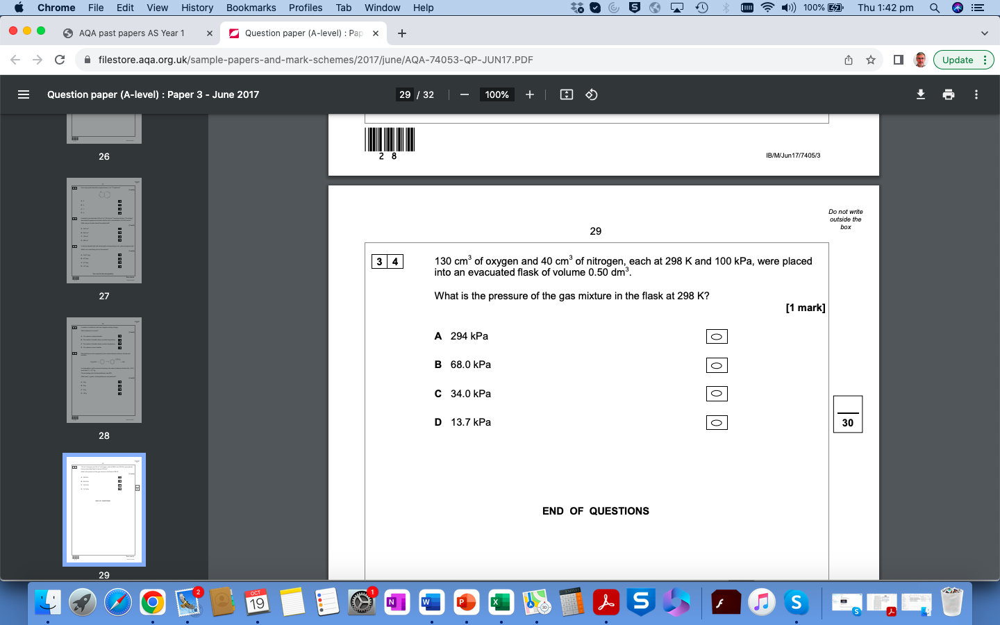 Chrome File Edit View History Bookmarks Profiles Tab Window Help 100% Thu 1:42 pm
AQA past papers AS Year 1
Question paper (A-level) : Pap
filestore.aqa.org.uk/sample-papers-and-mark-schemes/2017/june/AQA-74053-QP-JUN17.PDF
Update
Question paper (A-level) : Paper 3 - June 2017
29 / 32
100%
26
27
28
29
2 8
IB/M/Jun17/7405/3
Do not write
outside the
box
29
3 4
130 cm³ of oxygen and 40 cm³ of nitrogen, each at 298 K and 100 kPa, were placed
into an evacuated flask of volume 0.50 dm³.
What is the pressure of the gas mixture in the flask at 298 K?
[1 mark]
A 294 kPa
B 68.0 kPa
C 34.0 kPa
D 13.7 kPa
30
END OF QUESTIONS
2
OCT
19
1
N
W
P
X
3D
S
f
S
S